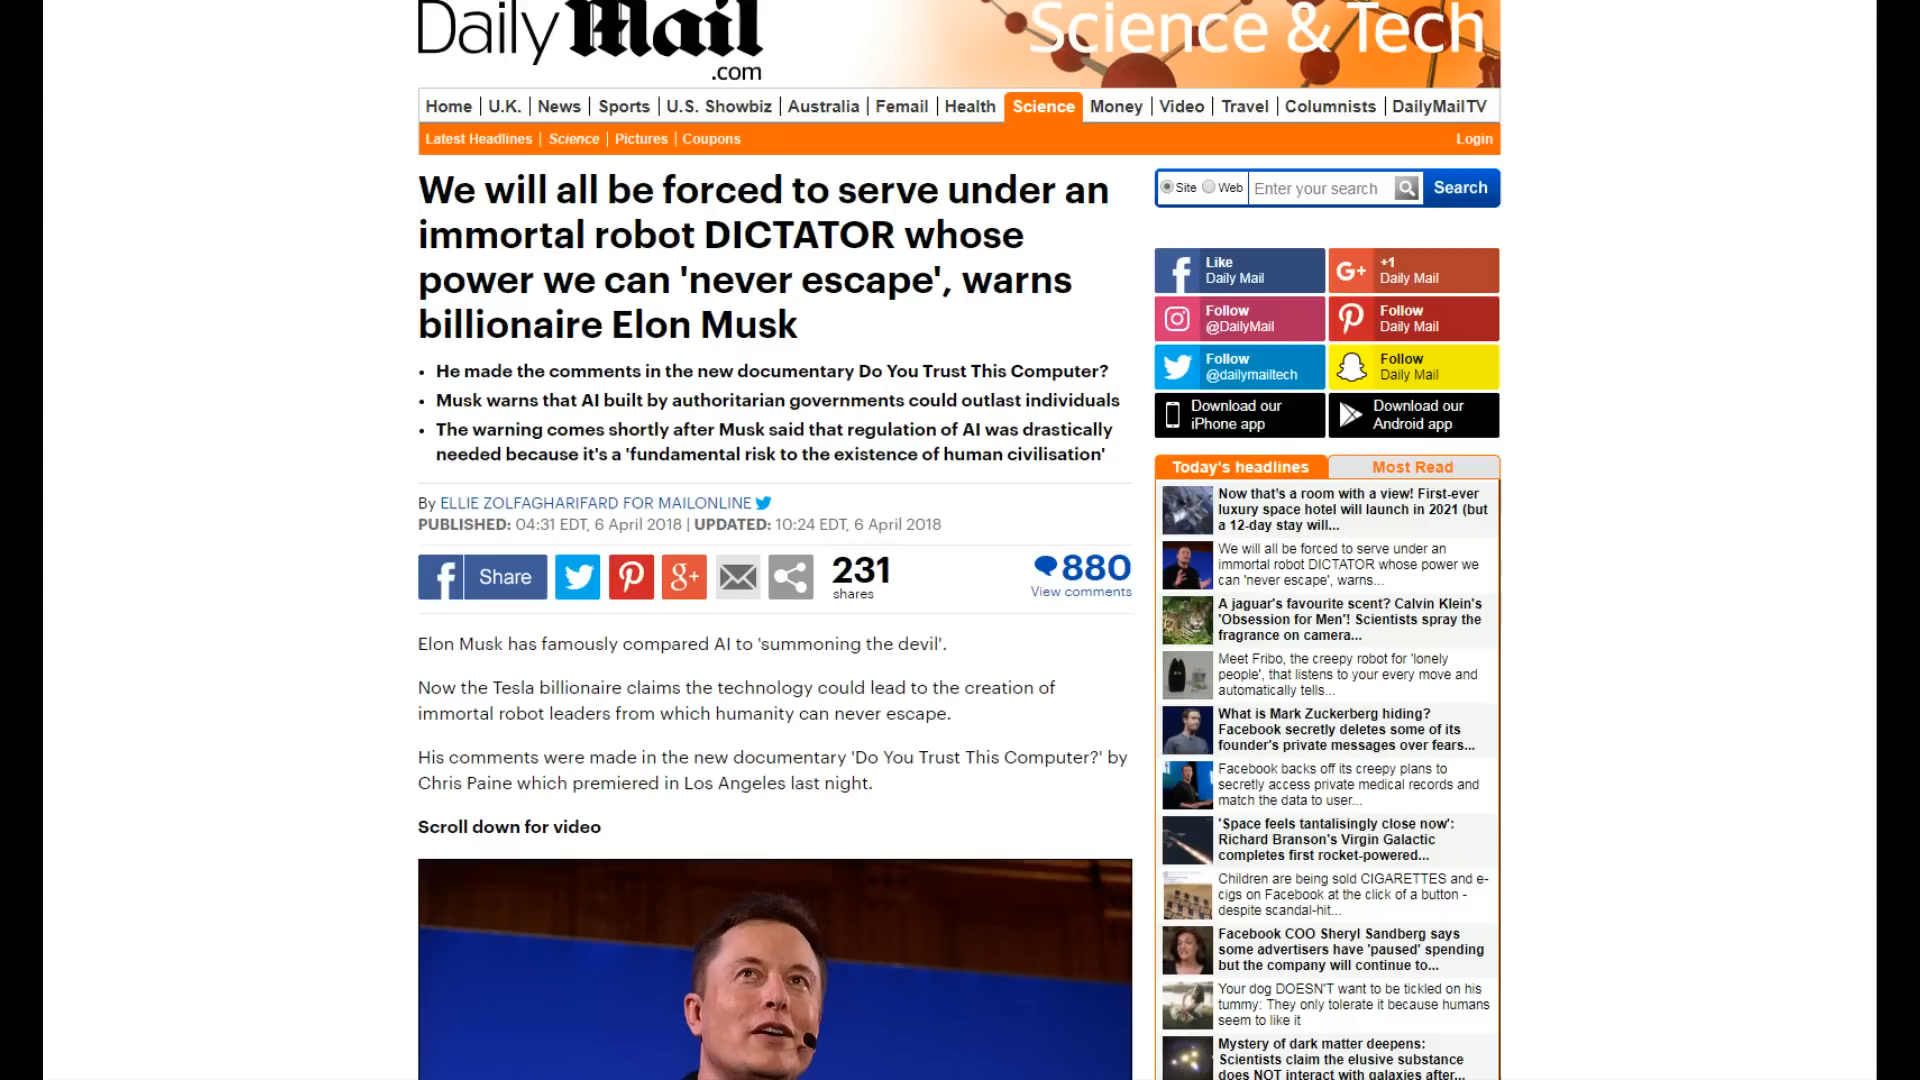 Daily Mail
.com
Science & Tech
Home U.K. News Sports U.S. Showbiz Australia Femail Health Science Money Video Travel Columnists DailyMailTV
Latest Headlines Science Pictures Coupons Login
We will all be forced to serve under an
immortal robot DICTATOR whose
power we can 'never escape', warns
billionaire Elon Musk
• He made the comments in the new documentary Do You Trust This Computer?
• Musk warns that AI built by authoritarian governments could outlast individuals
• The warning comes shortly after Musk said that regulation of AI was drastically
needed because it's a 'fundamental risk to the existence of human civilisation'
By ELLIE ZOLFAGHARIFARD FOR MAILONLINE
PUBLISHED: 04:31 EDT, 6 April 2018 | UPDATED: 10:24 EDT, 6 April 2018
Share
231
shares
880
View comments
Elon Musk has famously compared AI to 'summoning the devil'.
Now the Tesla billionaire claims the technology could lead to the creation of
immortal robot leaders from which humanity can never escape.
His comments were made in the new documentary 'Do You Trust This Computer?' by
Chris Paine which premiered in Los Angeles last night.
Scroll down for video
Site Web Enter your search Search
Like
Daily Mail
+1
Daily Mail
Follow
@DailyMail
Follow
Daily Mail
Follow
@dailymailtech
Follow
Daily Mail
Download our
iPhone app
Download our
Android app
Today's headlines Most Read
Now that's a room with a view! First-ever
luxury space hotel will launch in 2021 (but
a 12-day stay will...
We will all be forced to serve under an
immortal robot DICTATOR whose power we
can 'never escape', warns...
A jaguar's favourite scent? Calvin Klein's
'Obsession for Men'! Scientists spray the
fragrance on camera...
Meet Fribo, the creepy robot for 'lonely
people', that listens to your every move and
automatically tells...
What is Mark Zuckerberg hiding?
Facebook secretly deletes some of its
founder's private messages over fears...
Facebook backs off its creepy plans to
secretly access private medical records and
match the data to user...
'Space feels tantalisingly close now':
Richard Branson's Virgin Galactic
completes first rocket-powered...
Children are being sold CIGARETTES and e-
cigs on Facebook at the click of a button -
despite scandal-hit...
Facebook COO Sheryl Sandberg says
some advertisers have 'paused' spending
but the company will continue to...
Your dog DOESN'T want to be tickled on his
tummy: They only tolerate it because humans
seem to like it
Mystery of dark matter deepens:
Scientists claim the elusive substance
does NOT interact with galaxies after...